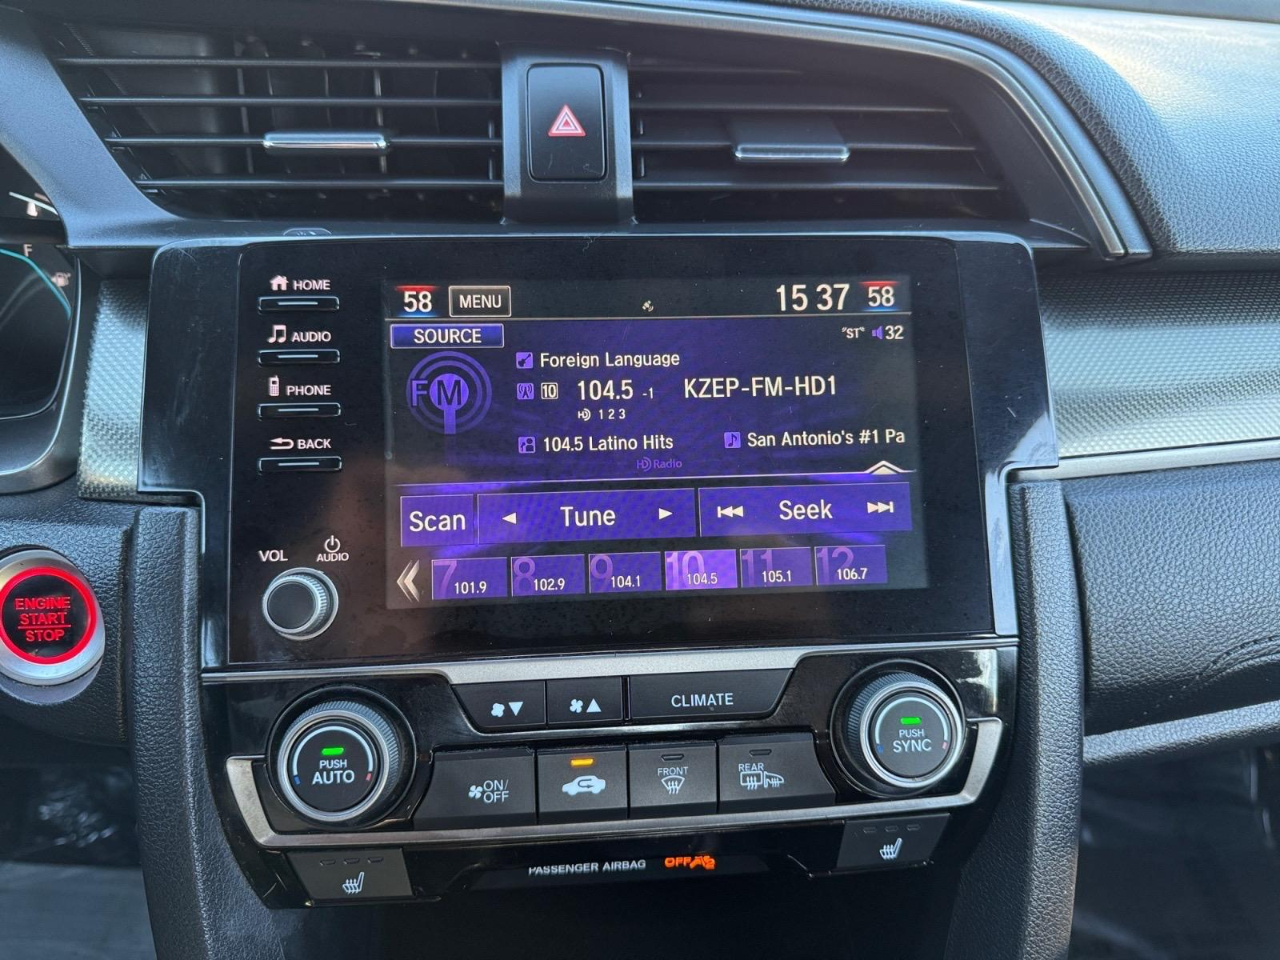 F
HOME
AUDIO
PHONE
BACK
VOL
AUDIO
58 MENU 15 37 58
SOURCE "ST" 32
FM
Foreign Language
10 104.5 -1 KZEP-FM-HD1
HD 1 2 3
104.5 Latino Hits San Antonio's #1 Pa
HD Radio
Scan Tune Seek
7 101.9 8 102.9 9 104.1 10 104.5 11 105.1 12 106.7
ENGINE
START
STOP
CLIMATE
PUSH
AUTO
PUSH
SYNC
ON/
OFF
FRONT
REAR
PASSENGER AIRBAG OFF